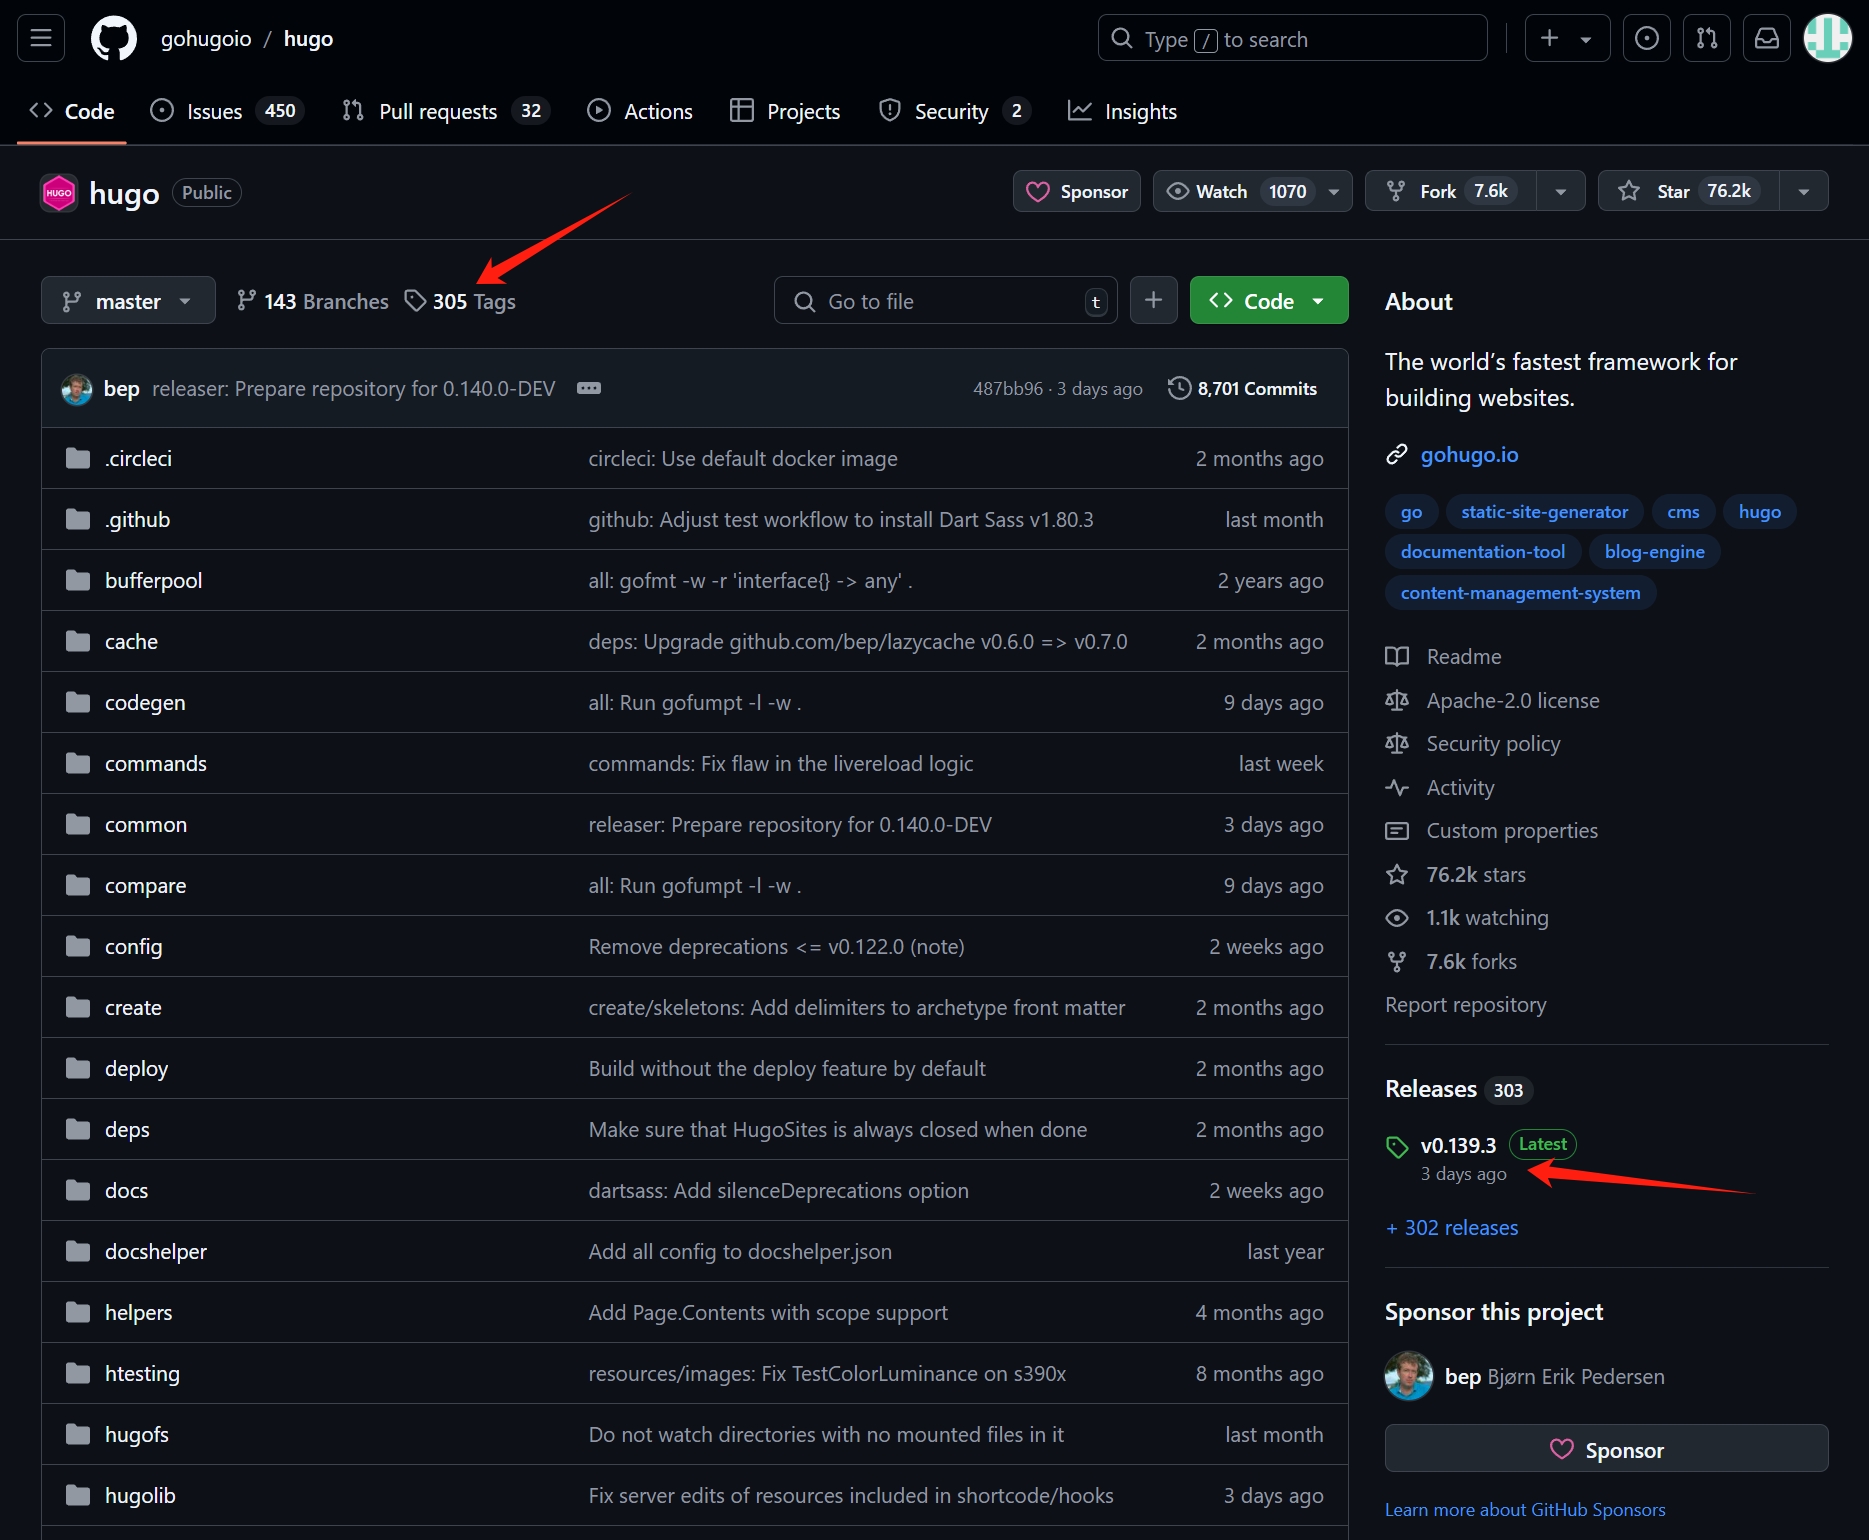 gohugoio / hugo
Type / to search
Code Issues 450 Pull requests 32 Actions Projects Security 2 Insights
HUGO hugo Public Sponsor Watch 1070 Fork 7.6k Star 76.2k
master 143 Branches 305 Tags Go to file t + Code
bep releaser: Prepare repository for 0.140.0-DEV 487bb96 · 3 days ago 8,701 Commits
.circleci circleci: Use default docker image 2 months ago
.github github: Adjust test workflow to install Dart Sass v1.80.3 last month
bufferpool all: gofmt -w -r 'interface{} -> any' . 2 years ago
cache deps: Upgrade github.com/bep/lazycache v0.6.0 => v0.7.0 2 months ago
codegen all: Run gofumpt -l -w . 9 days ago
commands commands: Fix flaw in the livereload logic last week
common releaser: Prepare repository for 0.140.0-DEV 3 days ago
compare all: Run gofumpt -l -w . 9 days ago
config Remove deprecations <= v0.122.0 (note) 2 weeks ago
create create/skeletons: Add delimiters to archetype front matter 2 months ago
deploy Build without the deploy feature by default 2 months ago
deps Make sure that HugoSites is always closed when done 2 months ago
docs dartsass: Add silenceDeprecations option 2 weeks ago
docshelper Add all config to docshelper.json last year
helpers Add Page.Contents with scope support 4 months ago
htesting resources/images: Fix TestColorLuminance on s390x 8 months ago
hugofs Do not watch directories with no mounted files in it last month
hugolib Fix server edits of resources included in shortcode/hooks 3 days ago
About
The world’s fastest framework for
building websites.
gohugo.io
go static-site-generator cms hugo
documentation-tool blog-engine
content-management-system
Readme
Apache-2.0 license
Security policy
Activity
Custom properties
76.2k stars
1.1k watching
7.6k forks
Report repository
Releases 303
v0.139.3 Latest
3 days ago
+ 302 releases
Sponsor this project
bep Bjørn Erik Pedersen
Sponsor
Learn more about GitHub Sponsors